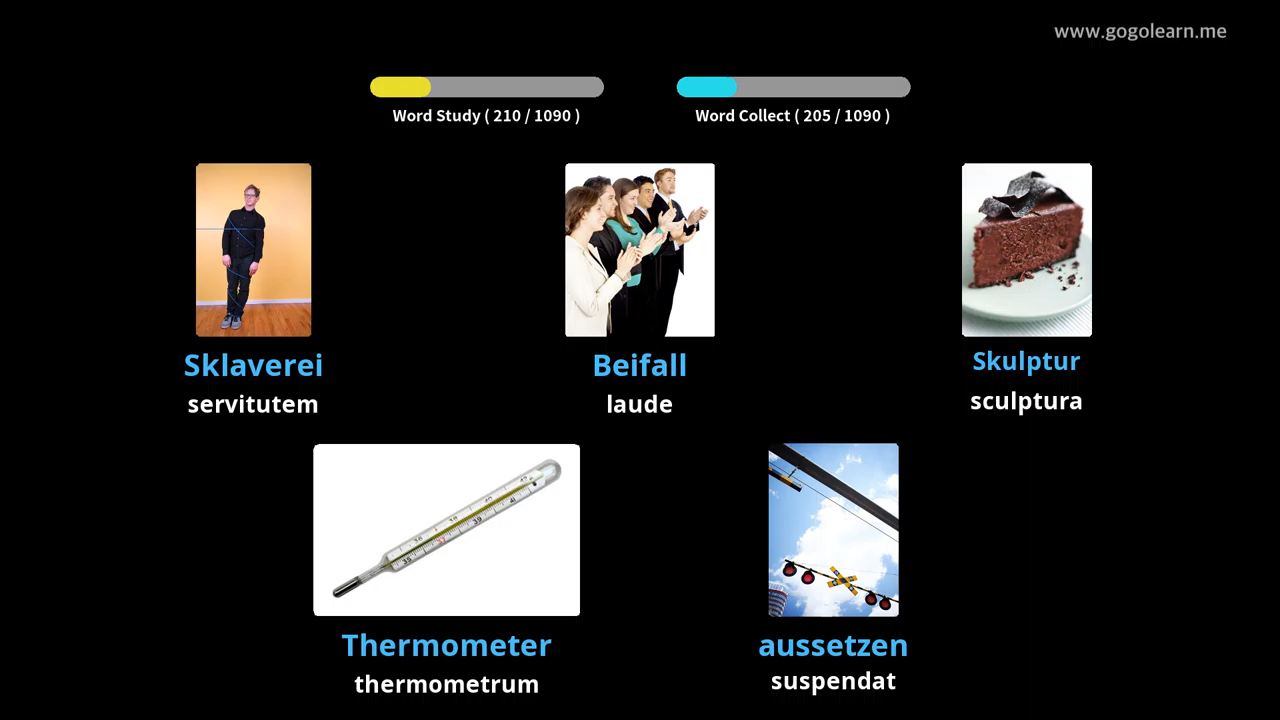 www.gogolearn.me
Word Study ( 210 / 1090 )
Word Collect ( 205 / 1090 )
Sklaverei
servitutem
Beifall
laude
Skulptur
sculptura
Thermometer
thermometrum
aussetzen
suspendat